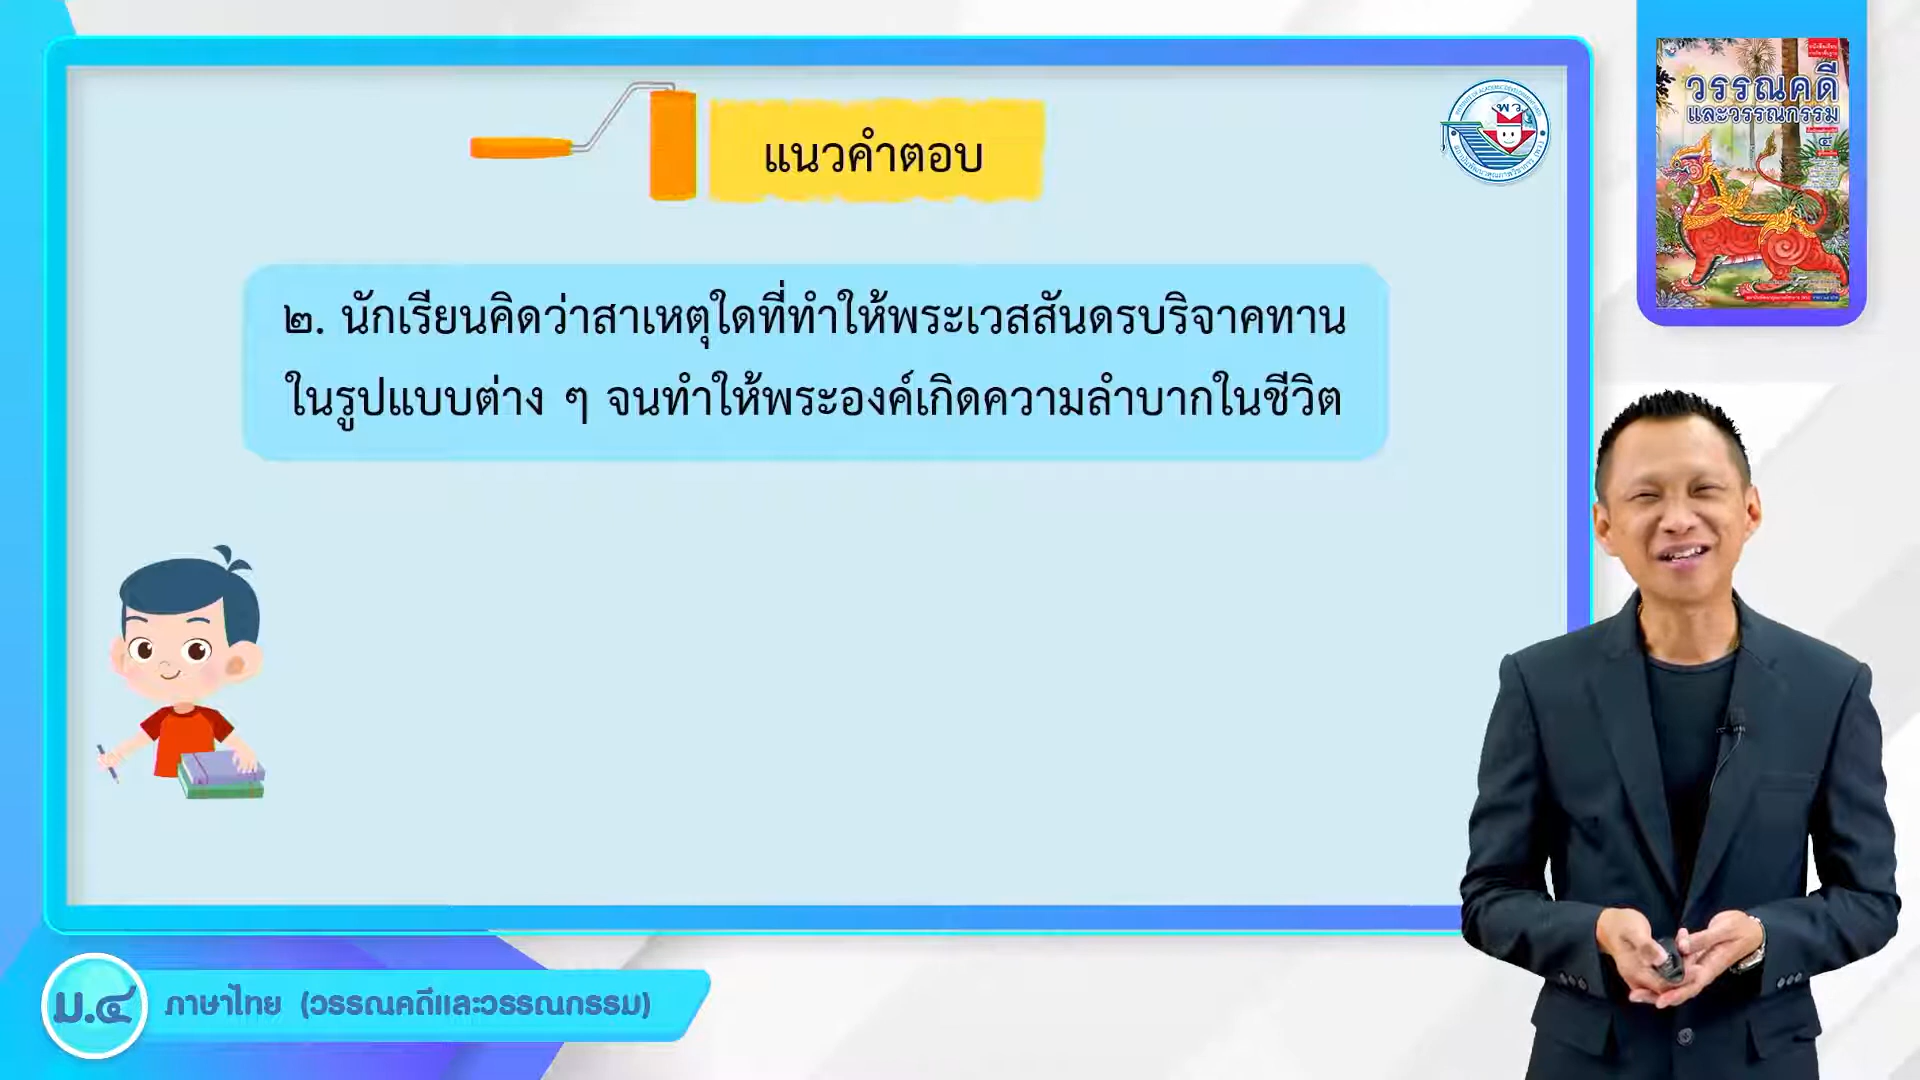 แนวคำตอบ
พว.
วรรณคดี
และวรรณกรรม
๒. นักเรียนคิดว่าสาเหตุใดที่ทำให้พระเวสสันดรบริจาคทาน
ในรูปแบบต่าง ๆ จนทำให้พระองค์เกิดความลำบากในชีวิต
ม.๔ ภาษาไทย (วรรณคดีและวรรณกรรม)